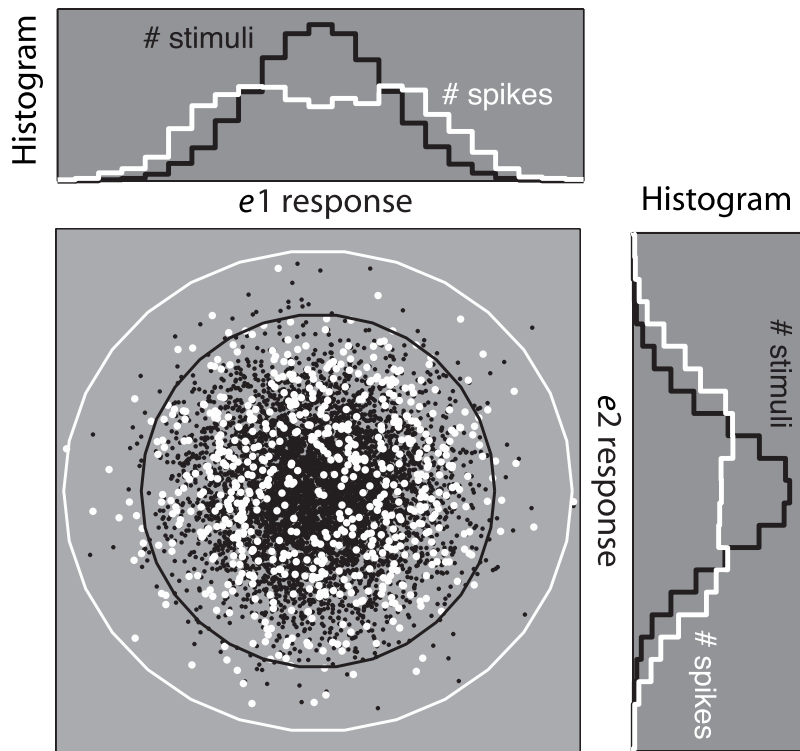 Histogram
# stimuli
# spikes
e1 response
Histogram
# stimuli
e2 response
# spikes